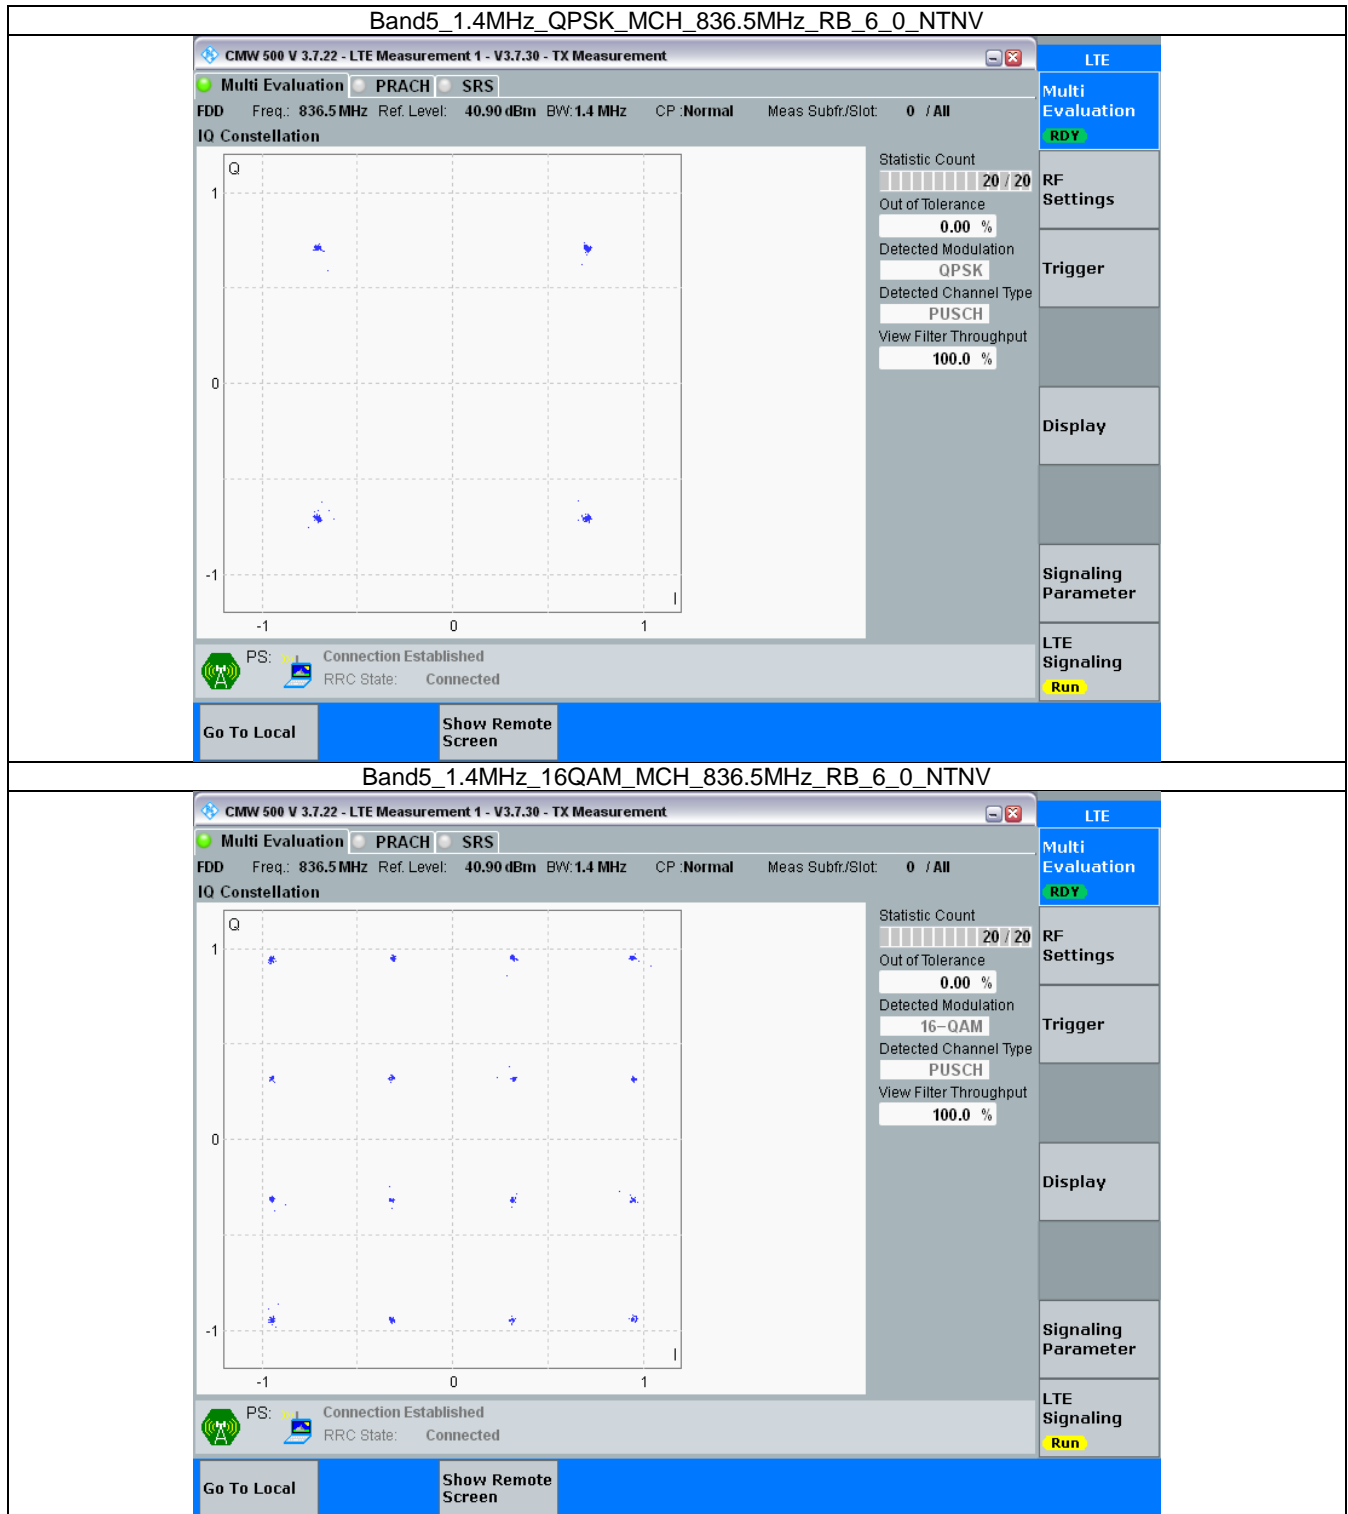 Band5_1.4MHz_QPSK_MCH_836.5MHz_RB_6_0_NTNV
CMW 500 V 3.7.22 - LTE Measurement 1 - V3.7.30 - TX Measurement
LTE
Multi Evaluation PRACH SRS
Multi
Evaluation
RDY
FDD Freq.: 836.5 MHz Ref. Level: 40.90 dBm BW: 1.4 MHz CP :Normal Meas Subfr./Slot: 0 / All
IQ Constellation
Q
1
0
-1
I
-1 0 1
Statistic Count
20 / 20
Out of Tolerance
0.00 %
Detected Modulation
QPSK
Detected Channel Type
PUSCH
View Filter Throughput
100.0 %
RF
Settings
Trigger
Display
Signaling
Parameter
LTE
Signaling
Run
PS: Connection Established
RRC State: Connected
Go To Local
Show Remote
Screen
Band5_1.4MHz_16QAM_MCH_836.5MHz_RB_6_0_NTNV
CMW 500 V 3.7.22 - LTE Measurement 1 - V3.7.30 - TX Measurement
LTE
Multi Evaluation PRACH SRS
Multi
Evaluation
RDY
FDD Freq.: 836.5 MHz Ref. Level: 40.90 dBm BW: 1.4 MHz CP :Normal Meas Subfr./Slot: 0 / All
IQ Constellation
Q
1
0
-1
I
-1 0 1
Statistic Count
20 / 20
Out of Tolerance
0.00 %
Detected Modulation
16-QAM
Detected Channel Type
PUSCH
View Filter Throughput
100.0 %
RF
Settings
Trigger
Display
Signaling
Parameter
LTE
Signaling
Run
PS: Connection Established
RRC State: Connected
Go To Local
Show Remote
Screen